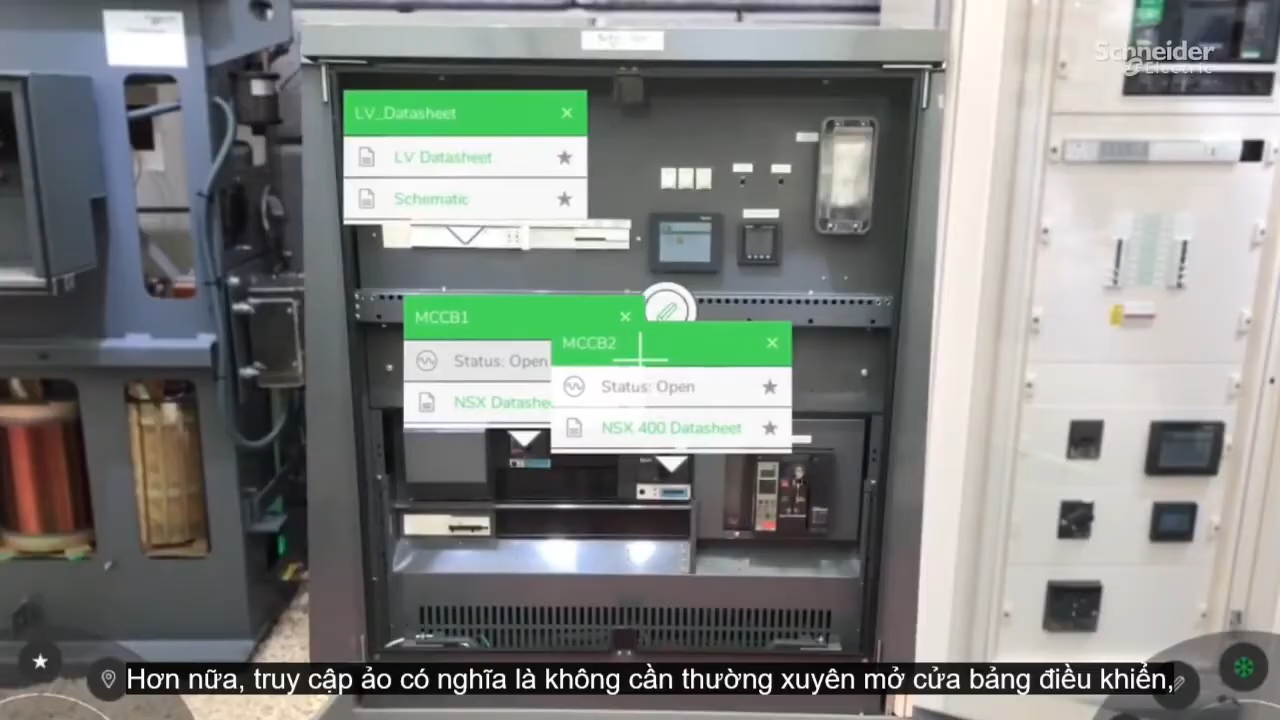 Schneider
Electric
LV_Datasheet
LV Datasheet
Schematic
MCCB1
Status: Open
NSX Datashe
MCCB2
Status: Open
NSX 400 Datasheet
Hơn nữa, truy cập ảo có nghĩa là không cần thường xuyên mở cửa bảng điều khiển,